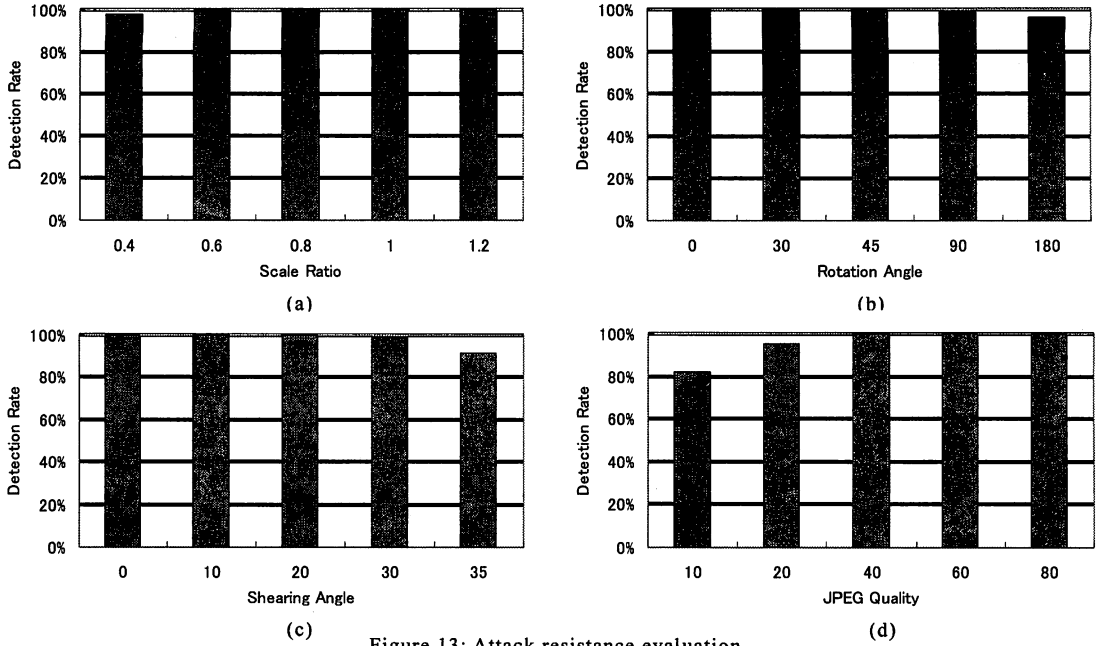 100%
80%
60%
40%
20%
0%
Detection Rate
0.4 0.6 0.8 1 1.2
Scale Ratio
(a)
100%
80%
60%
40%
20%
0%
Detection Rate
0 30 45 90 180
Rotation Angle
(b)
100%
80%
60%
40%
20%
0%
Detection Rate
0 10 20 30 35
Shearing Angle
(c)
100%
80%
60%
40%
20%
0%
Detection Rate
10 20 40 60 80
JPEG Quality
(d)
Figure 13: Attack resistance evaluation